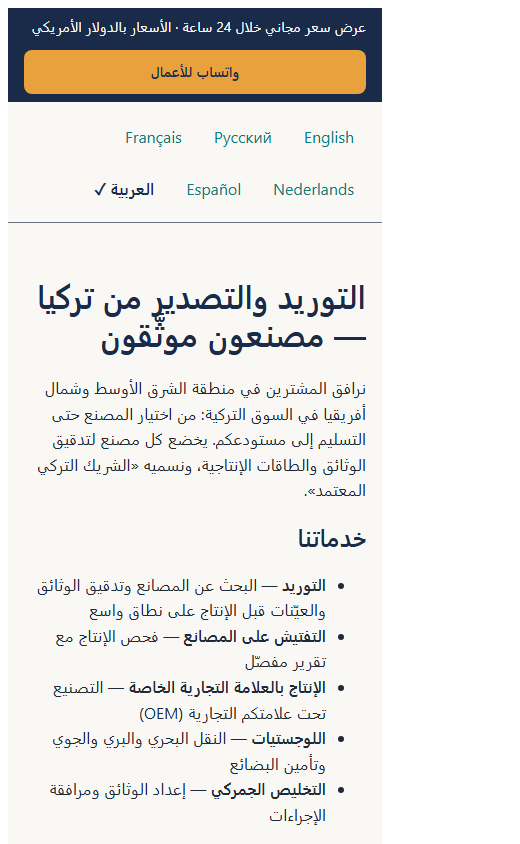 عرض سعر مجاني خلال 24 ساعة · الأسعار بالدولار الأمريكي
واتساب للأعمال
English Русский Français
Nederlands Español العربية ✓
التوريد والتصدير من تركيا
— مصنعون موثَّقون
نرافق المشترين في منطقة الشرق الأوسط وشمال
أفريقيا في السوق التركية: من اختيار المصنع حتى
التسليم إلى مستودعكم. يخضع كل مصنع لتدقيق
الوثائق والطاقات الإنتاجية، ونسميه «الشريك التركي
المعتمد».
خدماتنا
• التوريد — البحث عن المصانع وتدقيق الوثائق
والعيّنات قبل الإنتاج على نطاق واسع
• التفتيش على المصانع — فحص الإنتاج مع
تقرير مفصّل
• الإنتاج بالعلامة التجارية الخاصة — التصنيع
تحت علامتكم التجارية (OEM)
• اللوجستيات — النقل البحري والبري والجوي
وتأمين البضائع
• التخليص الجمركي — إعداد الوثائق ومرافقة
الإجراءات